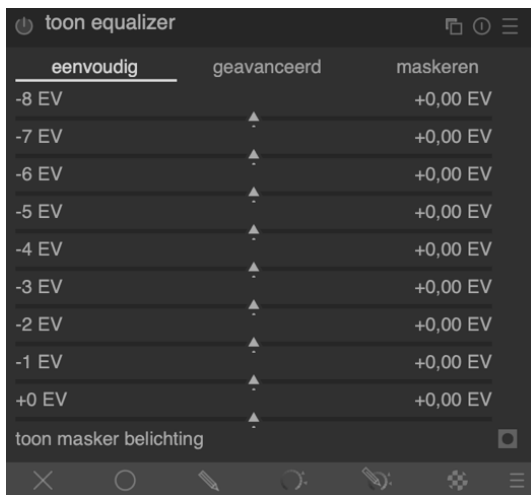 toon equalizer
eenvoudig geavanceerd maskeren
-8 EV +0,00 EV
-7 EV +0,00 EV
-6 EV +0,00 EV
-5 EV +0,00 EV
-4 EV +0,00 EV
-3 EV +0,00 EV
-2 EV +0,00 EV
-1 EV +0,00 EV
+0 EV +0,00 EV
toon masker belichting